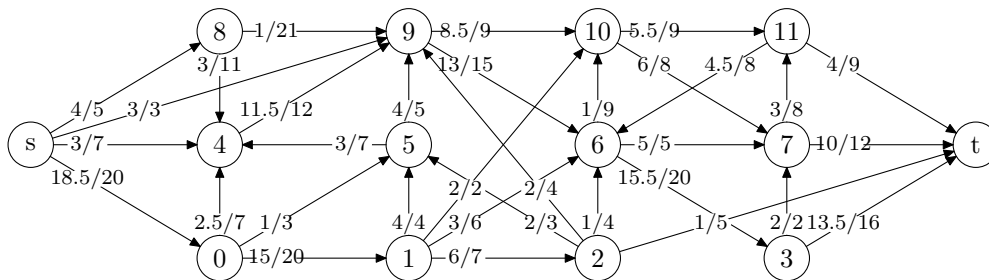 8 1/21 9 8.5/9 10 5.5/9 11
3/11 13/15 6/8 4.5/8 4/9
4/5 3/3 11.5/12 4/5 1/9 3/8
s 3/7 4 3/7 5 6 5/5 7 10/12 t
18.5/20 15.5/20
2/2 2/4
2.5/7 1/3 4/4 3/6 2/3 1/4 1/5 2/2 13.5/16
0 15/20 1 6/7 2 3